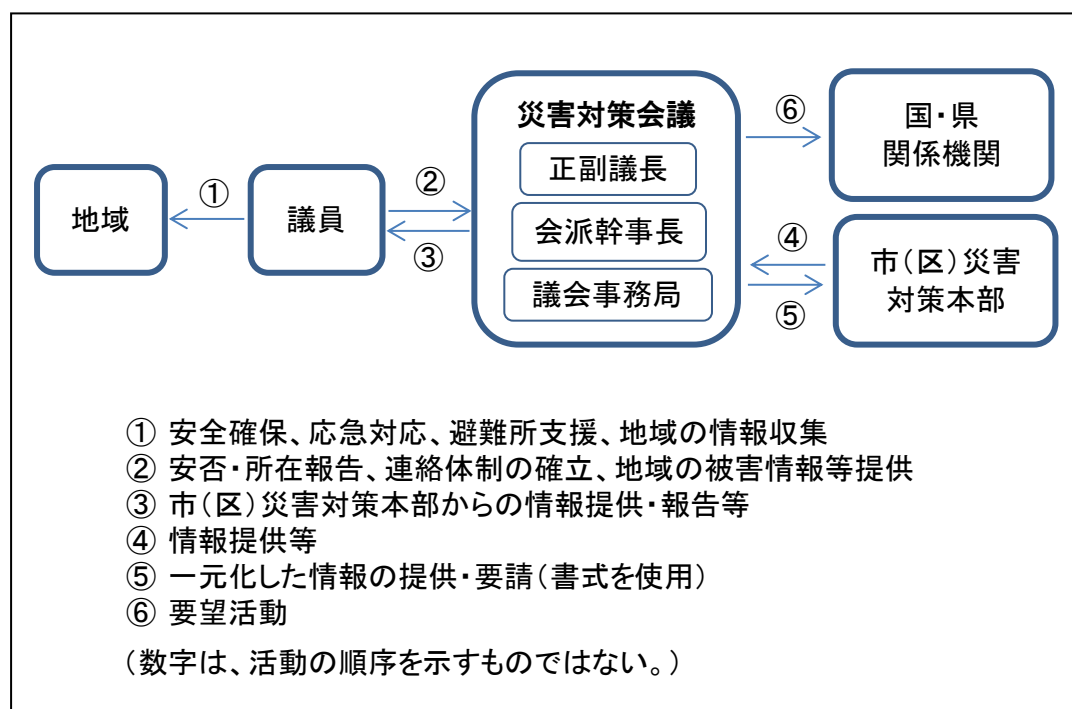 災害対策会議
正副議長
会派幹事長
議会事務局
⑥
国・県
関係機関
地域
①
議員
②
③
④
⑤
市(区)災害
対策本部
① 安全確保、応急対応、避難所支援、地域の情報収集
② 安否・所在報告、連絡体制の確立、地域の被害情報等提供
③ 市(区)災害対策本部からの情報提供・報告等
④ 情報提供等
⑤ 一元化した情報の提供・要請(書式を使用)
⑥ 要望活動
(数字は、活動の順序を示すものではない。)